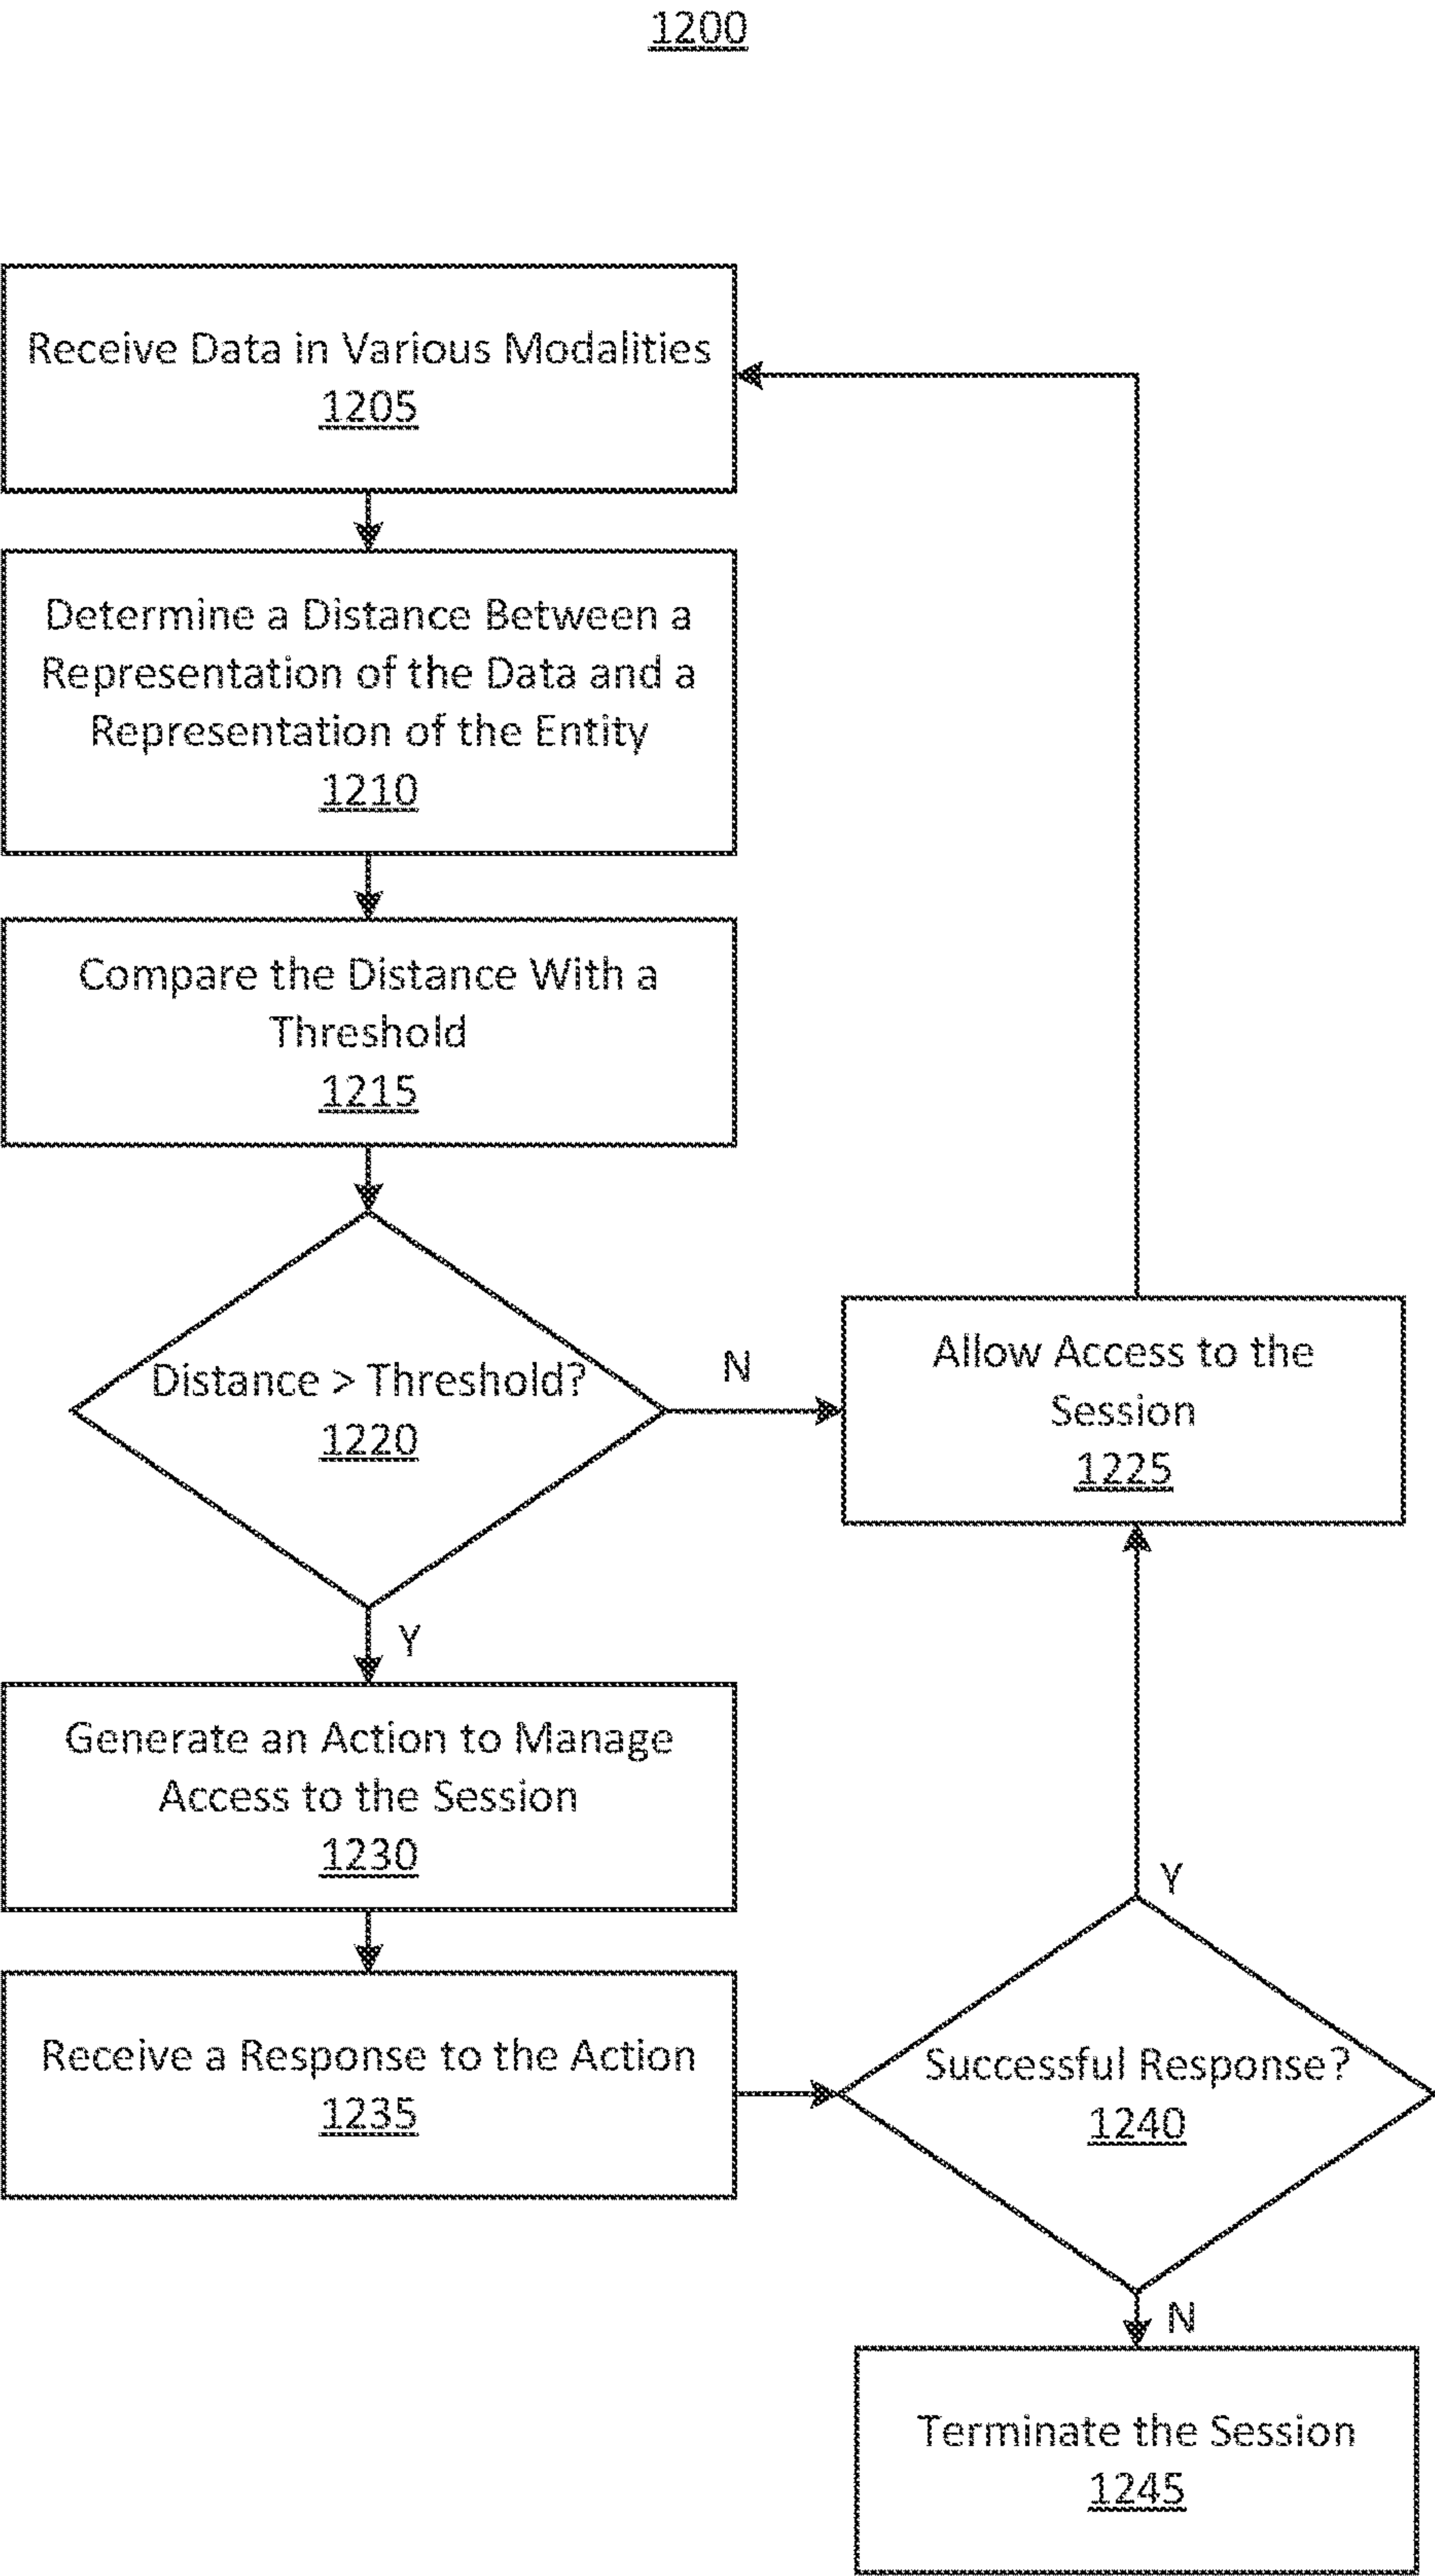 1200
Receive Data in Various Modalities
1205
Determine a Distance Between a
Representation of the Data and a
Representation of the Entity
1210
Compare the Distance With a
Threshold
1215
Distance > Threshold?
1220
N
Allow Access to the
Session
1225
Y
Generate an Action to Manage
Access to the Session
1230
Receive a Response to the Action
1235
Y
Successful Response?
1240
N
Terminate the Session
1245